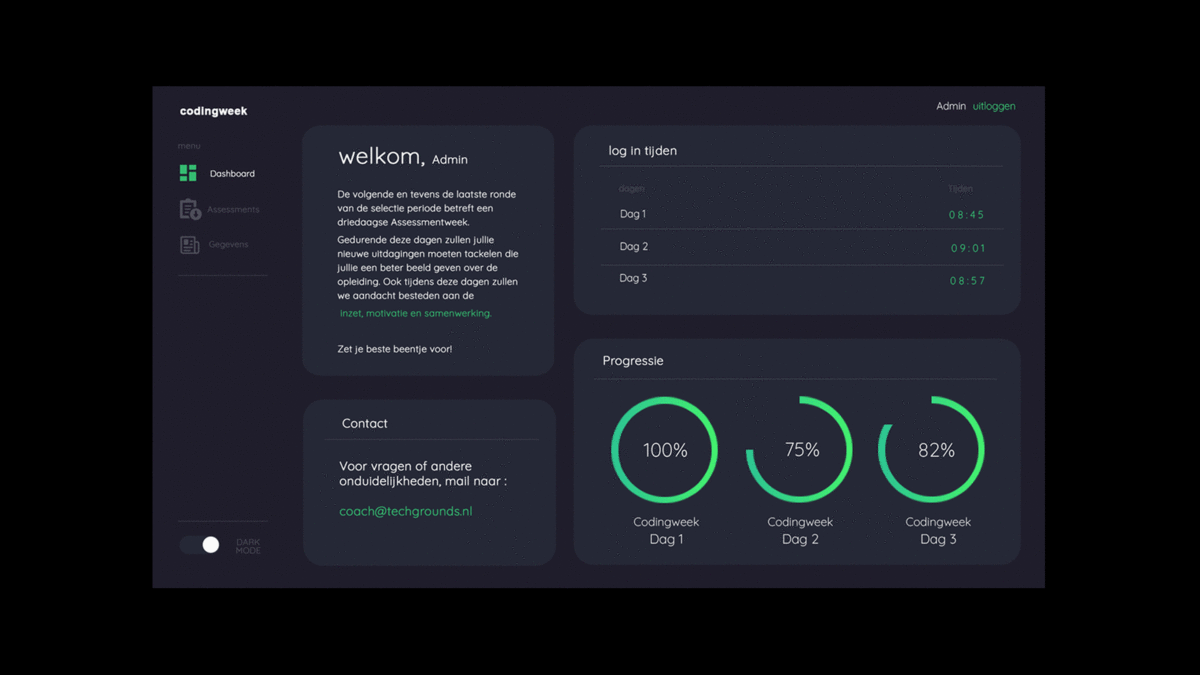 codingweek
Admin uitloggen
menu
Dashboard
Assessments
Gegevens
DARK
MODE
welkom, Admin
De volgende en tevens de laatste ronde
van de selectie periode betreft een
driedaagse Assessmentweek.
Gedurende deze dagen zullen jullie
nieuwe uitdagingen moeten tackelen die
jullie een beter beeld geven over de
opleiding. Ook tijdens deze dagen zullen
we aandacht besteden aan de
Inzet, motivatie en samenwerking.
Zet je beste beentje voor!
Contact
Voor vragen of andere
onduidelijkheden, mail naar :
coach@techgrounds.nl
log in tijden
dagen Tijden
Dag 1 08:45
Dag 2 09:01
Dag 3 08:57
Progressie
100%
Codingweek
Dag 1
75%
Codingweek
Dag 2
82%
Codingweek
Dag 3